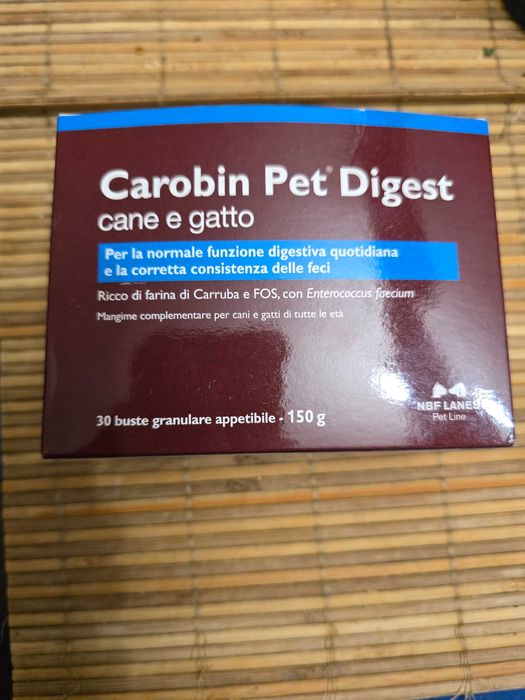 Carobin Pet® Digest
cane e gatto
Per la normale funzione digestiva quotidiana
e la corretta consistenza delle feci
Ricco di farina di Carruba e FOS, con Enterococcus faecium
Mangime complementare per cani e gatti di tutte le età
30 buste granulare appetibile - 150 g
NBF LANES
Pet Line